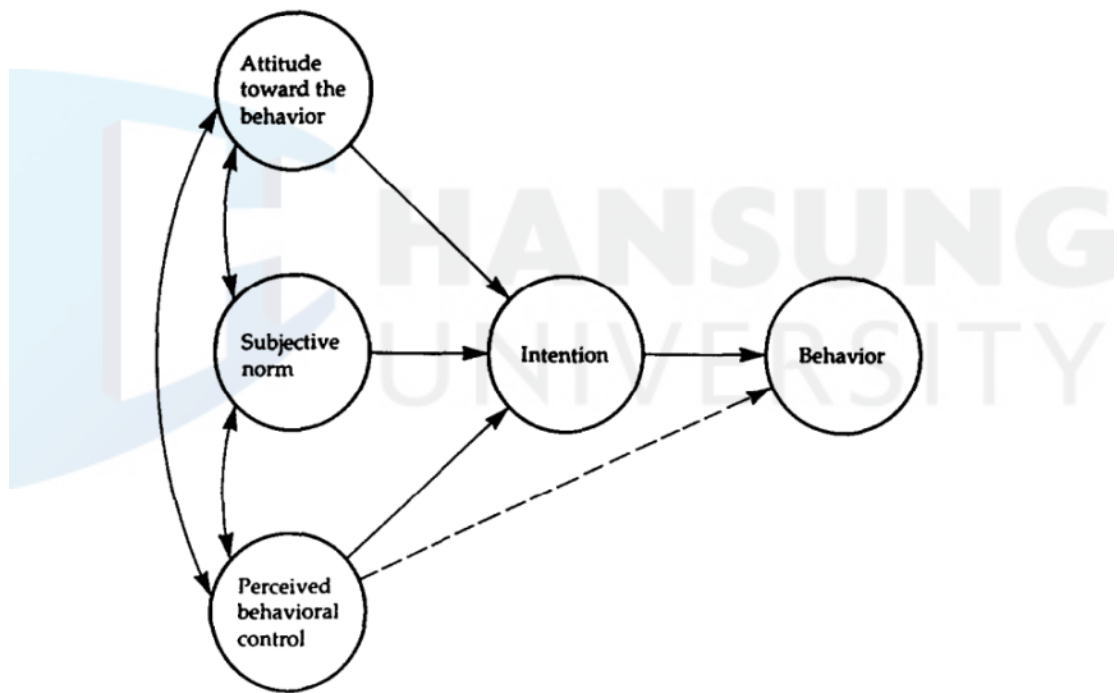 Attitude
toward the
behavior
HANSUNG
UNIVERSITY
Subjective
norm
Intention
Behavior
Perceived
behavioral
control